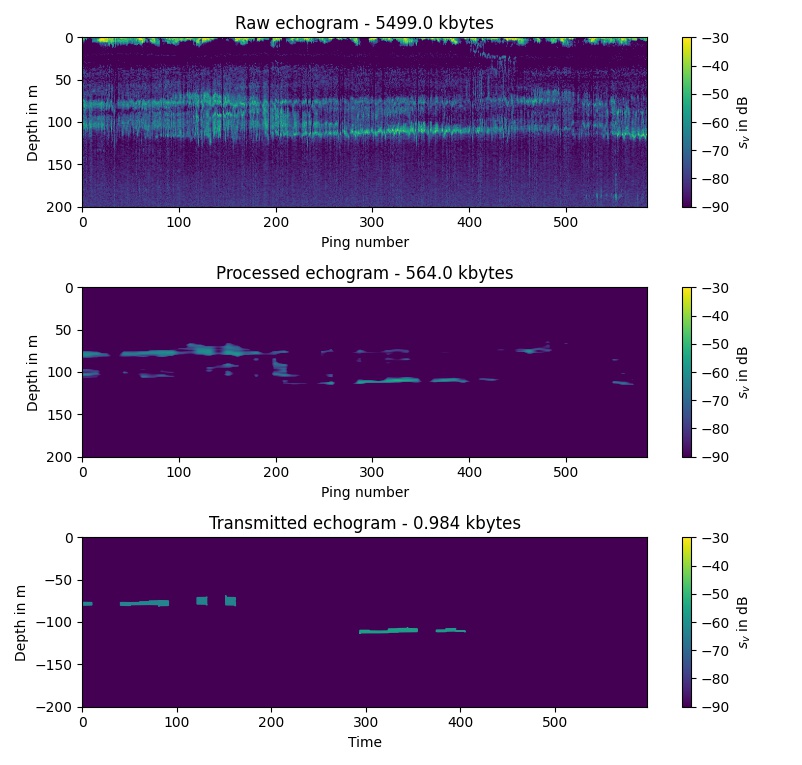 Raw echogram - 5499.0 kbytes
0
50
100
150
200
Depth in m
0 100 200 300 400 500
Ping number
−30
−40
−50
−60
−70
−80
−90
sv in dB
Processed echogram - 564.0 kbytes
0
50
100
150
200
Depth in m
0 100 200 300 400 500
Ping number
−30
−40
−50
−60
−70
−80
−90
sv in dB
Transmitted echogram - 0.984 kbytes
0
−50
−100
−150
−200
Depth in m
0 100 200 300 400 500
Time
−30
−40
−50
−60
−70
−80
−90
sv in dB